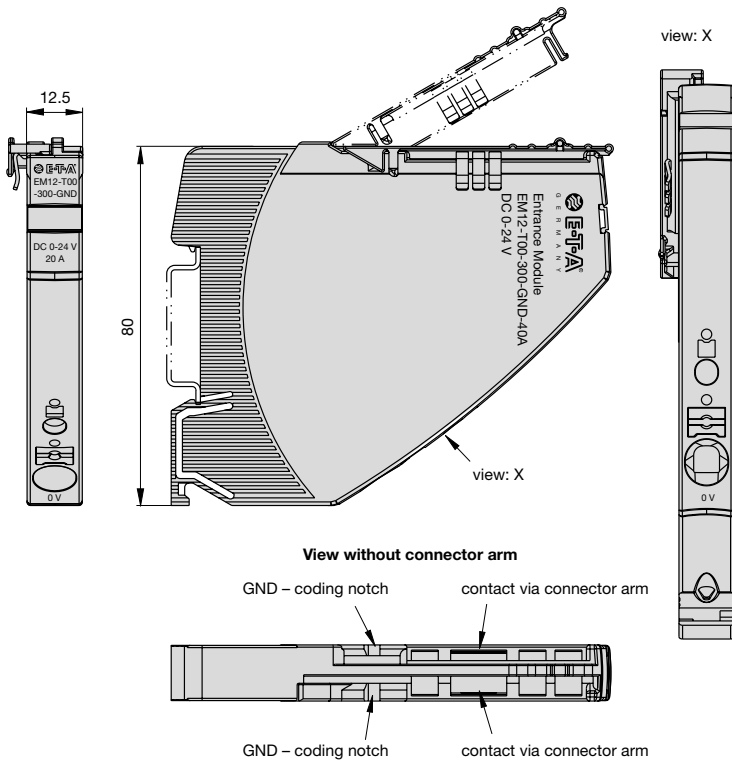 view: X
12.5
E-T-A
EM12-T00
-300-GND
DC 0-24 V
20 A
0 V
80
E-T-A®
GERMANY
Entrance Module
EM12-T00-300-GND-40A
DC 0-24 V
view: X
0 V
View without connector arm
GND – coding notch
contact via connector arm
GND – coding notch
contact via connector arm